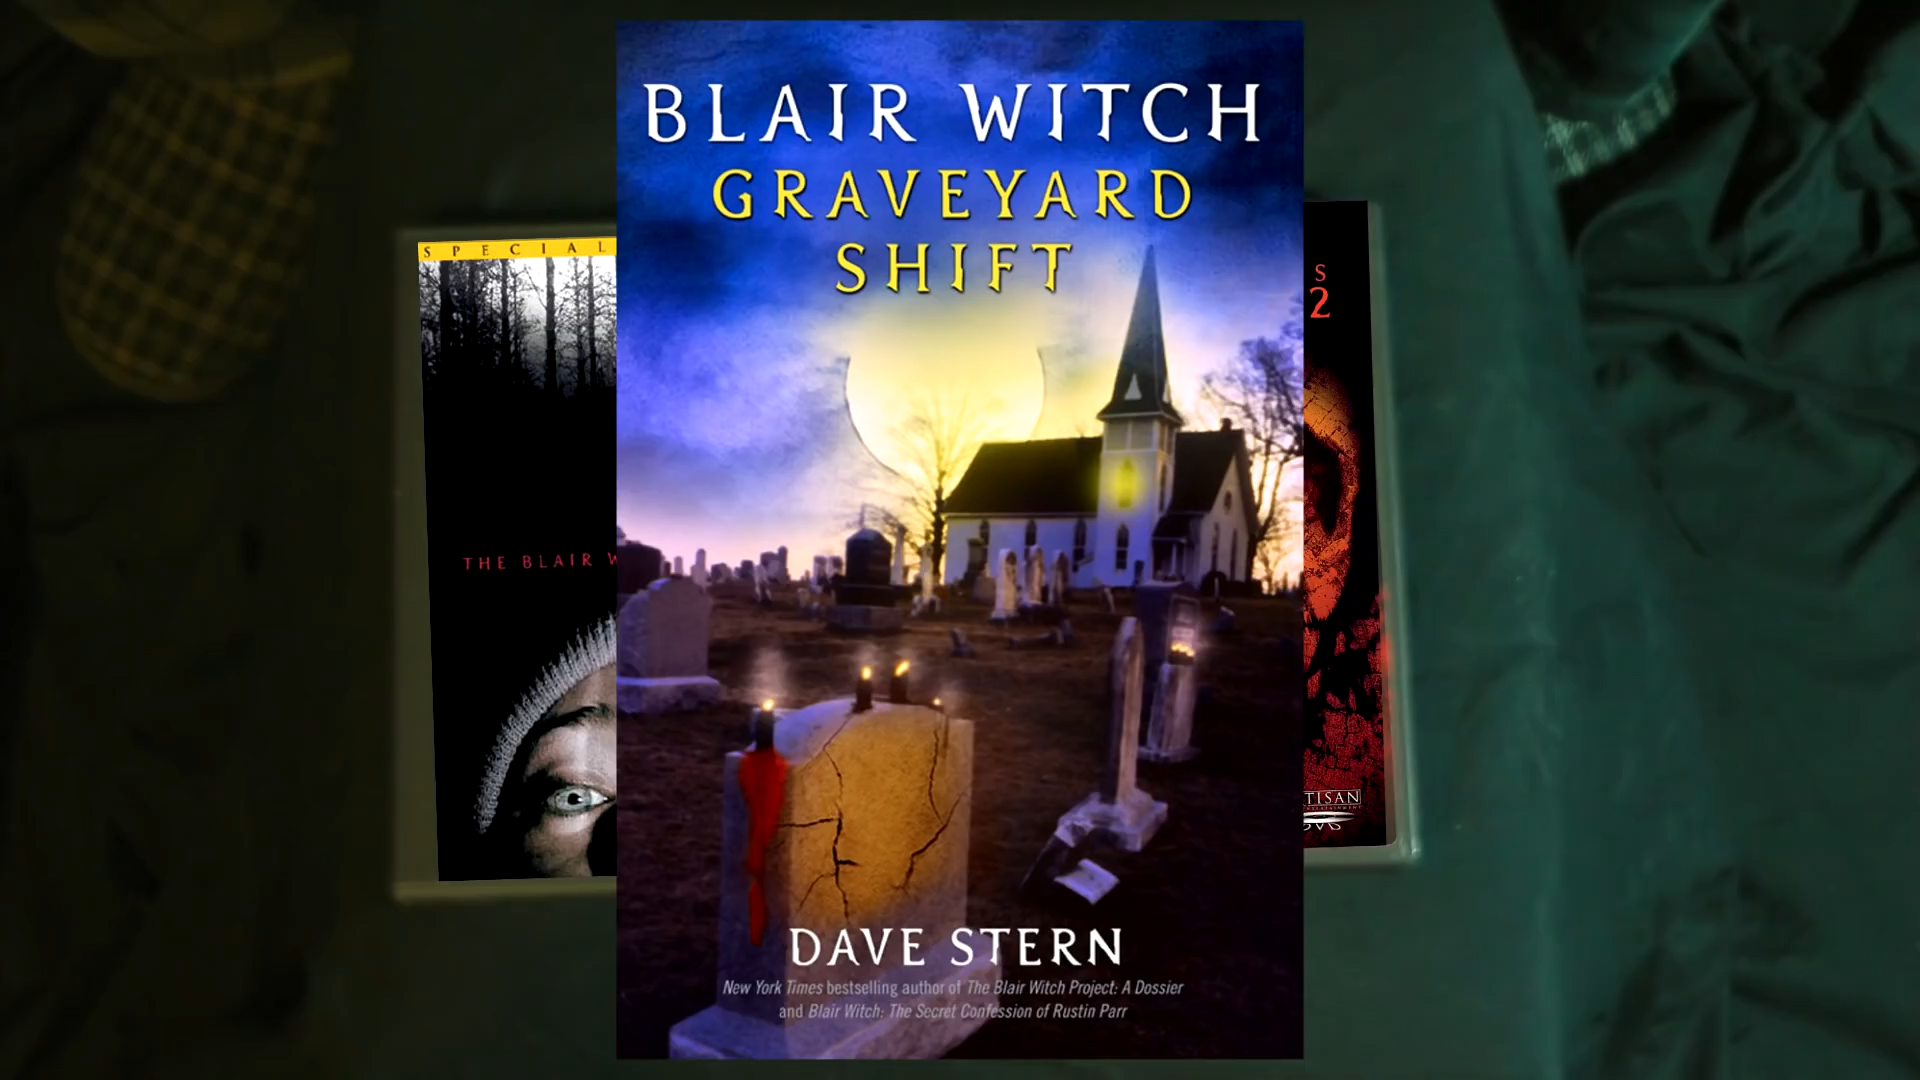 BLAIR WITCH
GRAVEYARD
SHIFT
SPECIAL
THE BLAIR W
S
2
TISAN
DAVE STERN
New York Times bestselling author of The Blair Witch Project: A Dossier
and Blair Witch: The Secret Confession of Rustin Parr